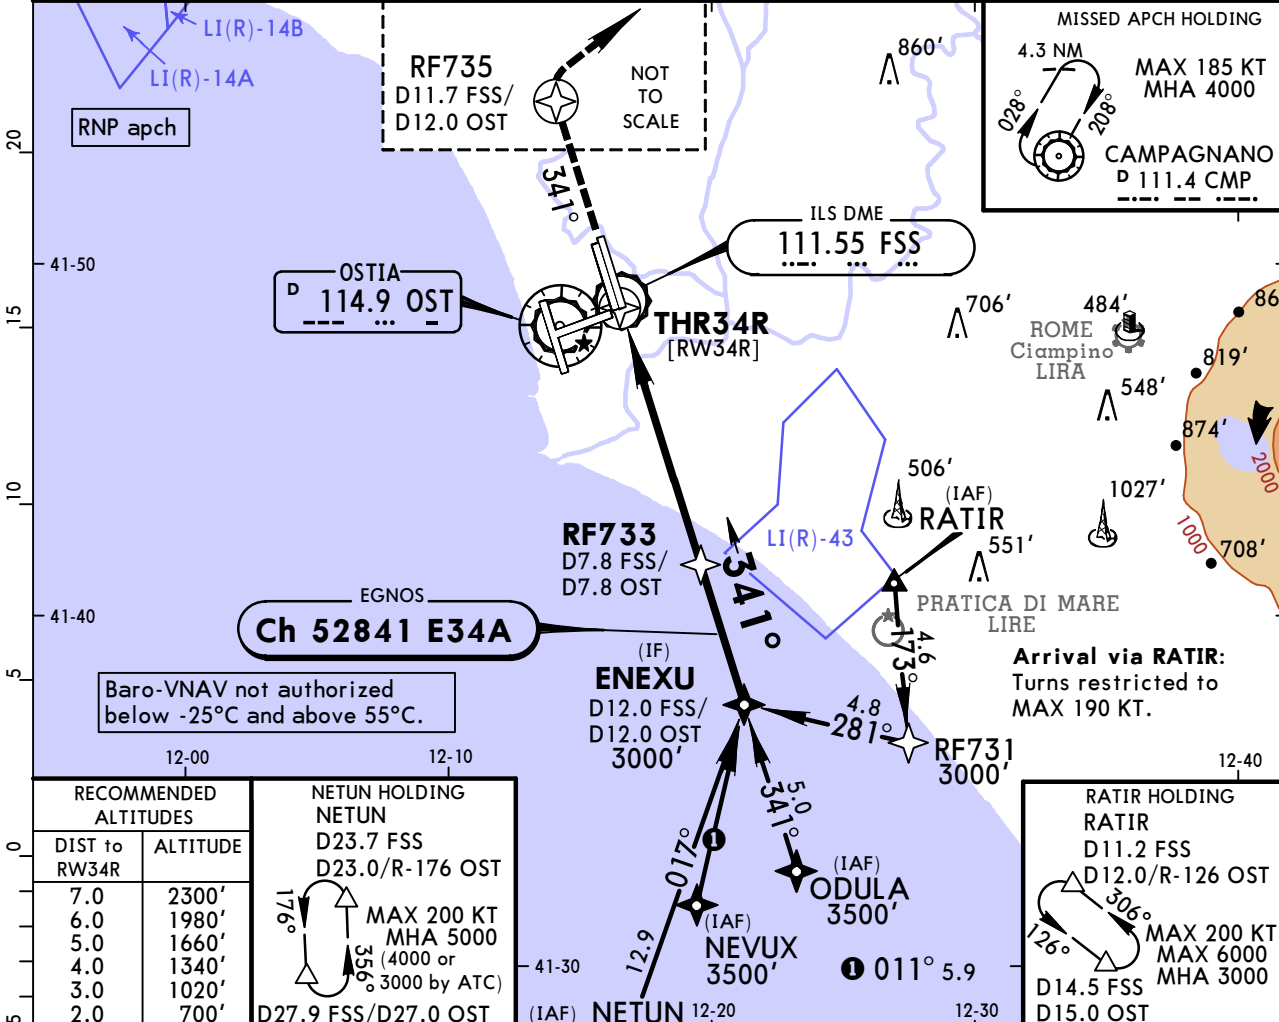 LI(R)-14B
LI(R)-14A
RNP apch
RF735
D11.7 FSS/
D12.0 OST
NOT
TO
SCALE
341°
860'
MISSED APCH HOLDING
4.3 NM
MAX 185 KT
MHA 4000
028°
208°
CAMPAGNANO
D 111.4 CMP
20
41-50
15
OSTIA
D 114.9 OST
ILS DME
111.55 FSS
THR34R
[RW34R]
706'
484'
ROME
Ciampino
LIRA
86
819'
548'
874'
2000
1000
708'
1027'
506'
(IAF)
RATIR
551'
LI(R)-43
10
RF733
D7.8 FSS/
D7.8 OST
341°
EGNOS
Ch 52841 E34A
41-40
PRATICA DI MARE
LIRE
173°
4.6
Arrival via RATIR:
Turns restricted to
MAX 190 KT.
5
Baro-VNAV not authorized
below -25°C and above 55°C.
(IF)
ENEXU
D12.0 FSS/
D12.0 OST
3000'
4.8
281°
RF731
3000'
12-00
12-10
12-40
RECOMMENDED
ALTITUDES
DIST to
RW34R
ALTITUDE
7.0 2300'
6.0 1980'
5.0 1660'
4.0 1340'
3.0 1020'
2.0 700'
0
NETUN HOLDING
NETUN
D23.7 FSS
D23.0/R-176 OST
176°
356°
MAX 200 KT
MHA 5000
(4000 or
3000 by ATC)
D27.9 FSS/D27.0 OST
017°
1
12.9
5.0
341°
(IAF)
ODULA
3500'
(IAF)
NEVUX
3500'
1 011° 5.9
41-30
(IAF)
NETUN
12-20
12-30
RATIR HOLDING
RATIR
D11.2 FSS
D12.0/R-126 OST
306°
126°
MAX 200 KT
MAX 6000
MHA 3000
D14.5 FSS
D15.0 OST